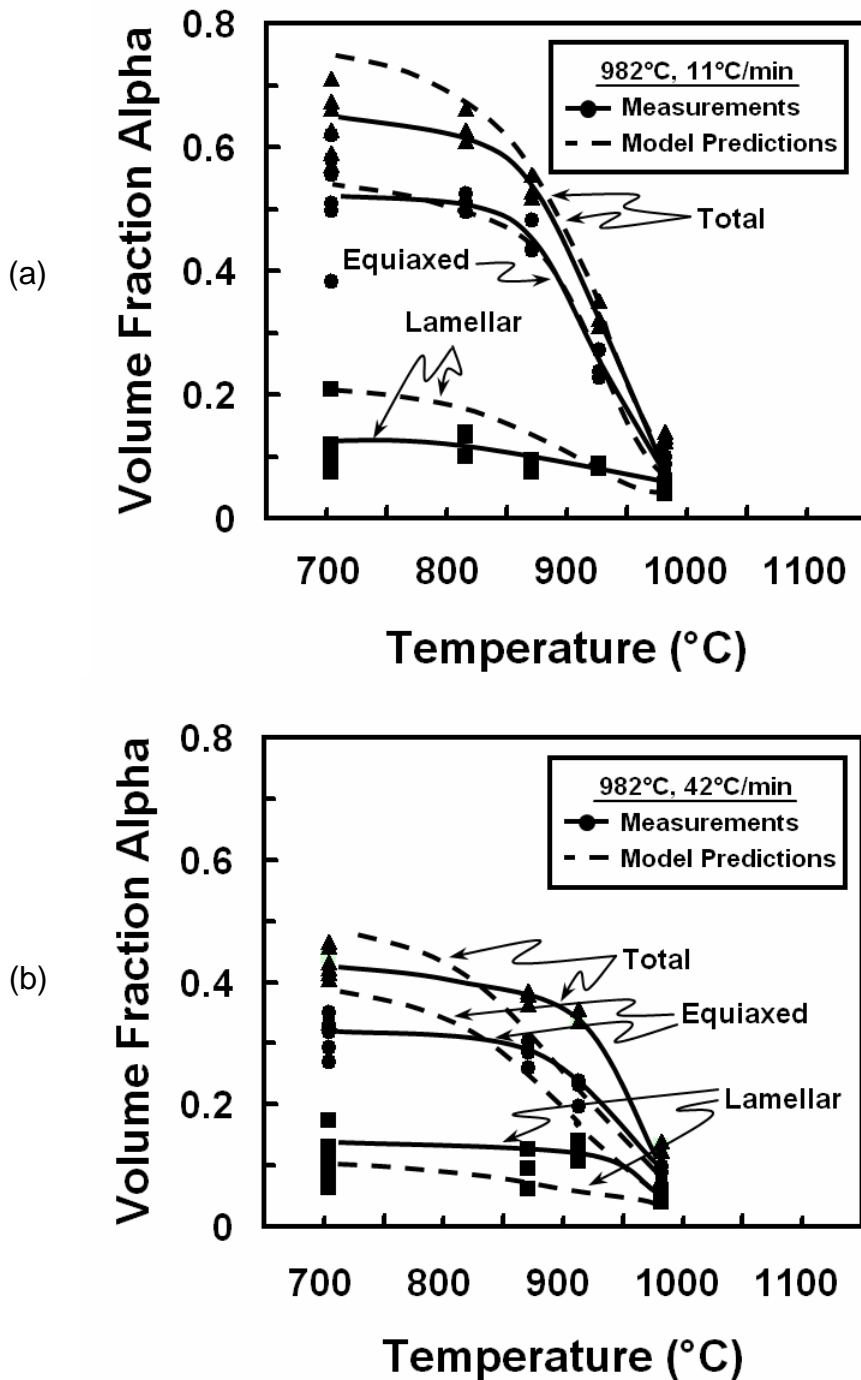 (a)
Volume Fraction Alpha
0.8
0.6
0.4
0.2
0
982°C, 11°C/min
Measurements
Model Predictions
Total
Equiaxed
Lamellar
700 800 900 1000 1100
Temperature (°C)
(b)
Volume Fraction Alpha
0.8
0.6
0.4
0.2
0
982°C, 42°C/min
Measurements
Model Predictions
Total
Equiaxed
Lamellar
700 800 900 1000 1100
Temperature (°C)